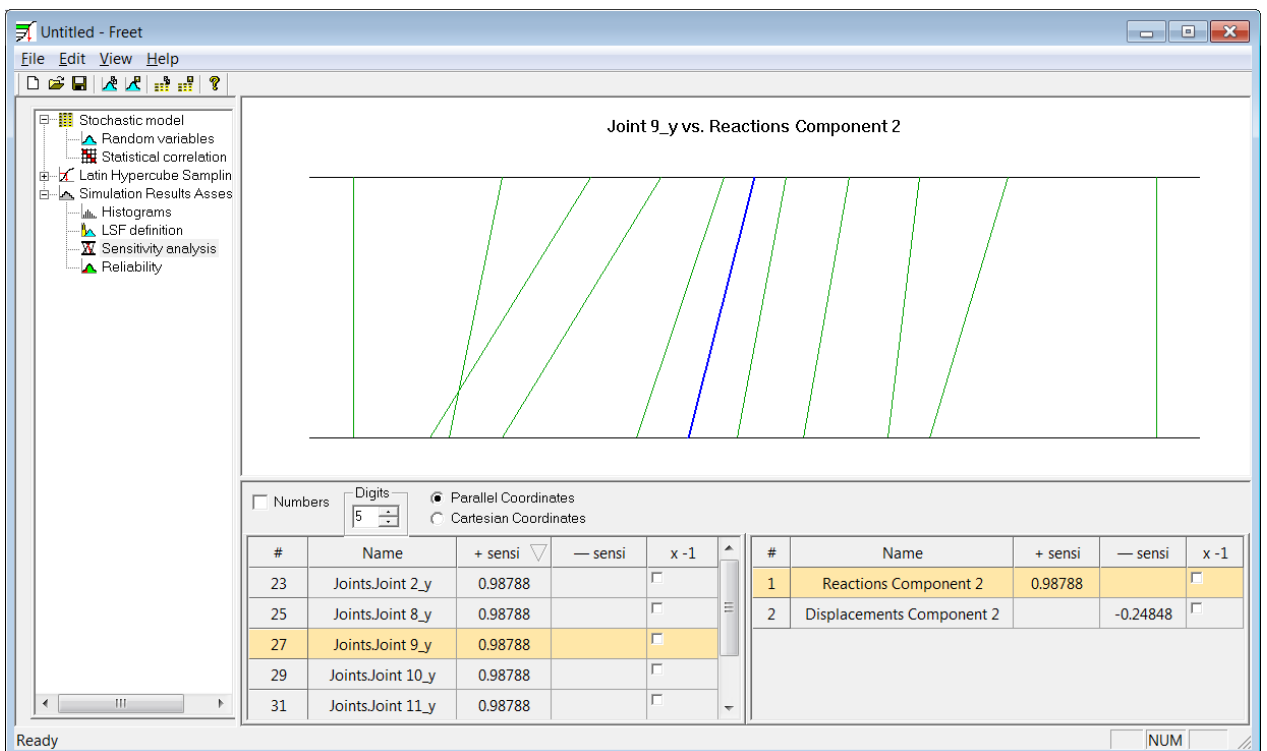 Untitled - Freet
File Edit View Help
Stochastic model
Random variables
Statistical correlation
Latin Hypercube Samplin
Simulation Results Asses
Histograms
LSF definition
Sensitivity analysis
Reliability
Joint 9_y vs. Reactions Component 2
Numbers
Digits
5
Parallel Coordinates
Cartesian Coordinates
# Name + sensi — sensi x -1
23 Joints.Joint 2_y 0.98788
25 Joints.Joint 8_y 0.98788
27 Joints.Joint 9_y 0.98788
29 Joints.Joint 10_y 0.98788
31 Joints.Joint 11_y 0.98788
# Name + sensi — sensi x -1
1 Reactions Component 2 0.98788
2 Displacements Component 2 -0.24848
Ready
NUM